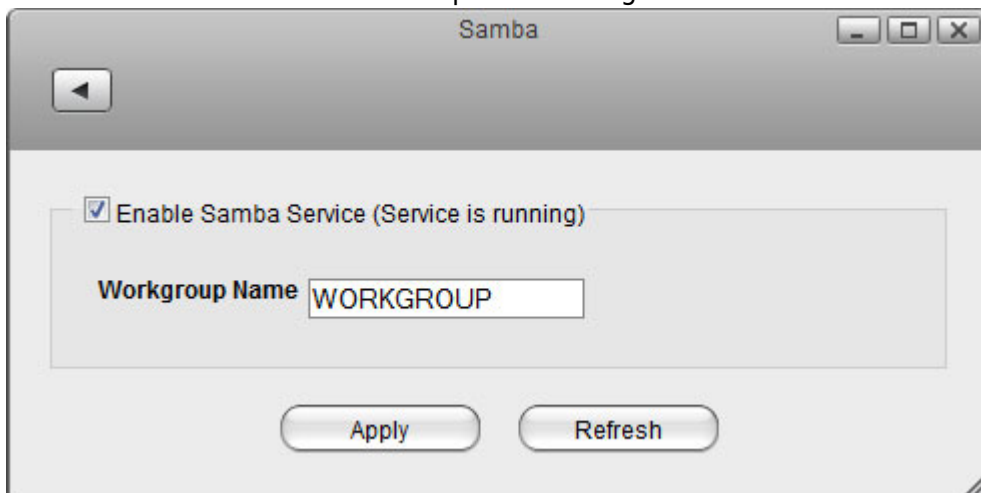 Samba
Enable Samba Service (Service is running)
Workgroup Name WORKGROUP
Apply Refresh